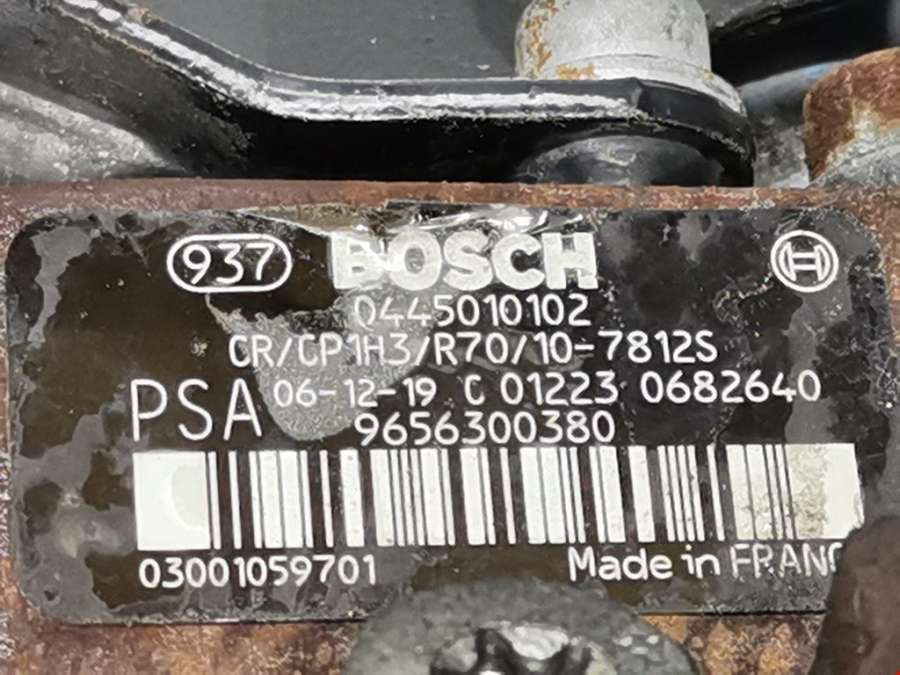 937 BOSCH
0445010102
CR/CP1H3/R70/10-7812S
PSA 06-12-19 C 01223 0682640
9656300380
03001059701 Made in FRANC